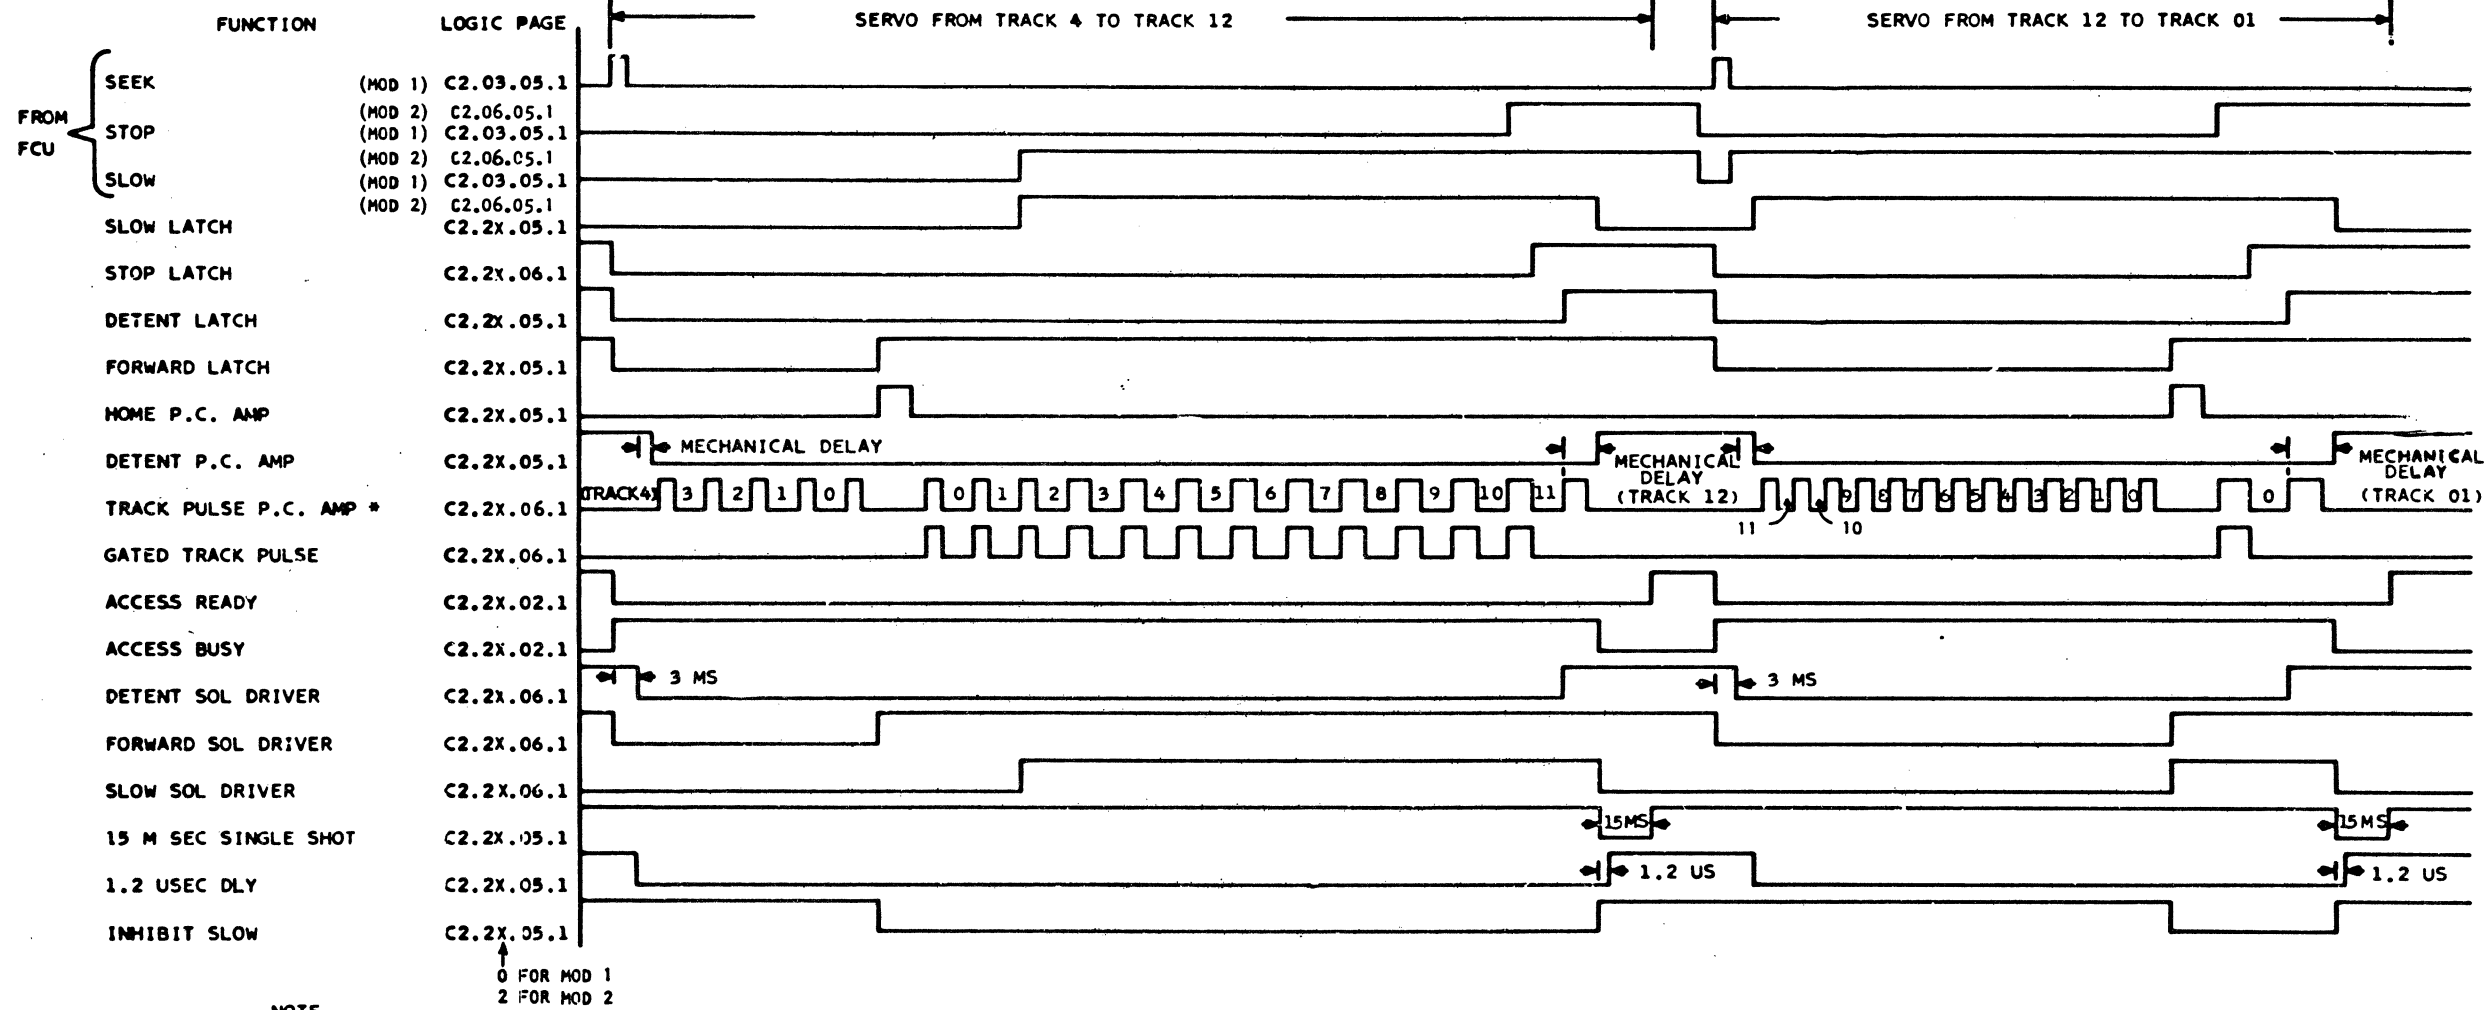 FUNCTION LOGIC PAGE SERVO FROM TRACK 4 TO TRACK 12 SERVO FROM TRACK 12 TO TRACK 01
FROM FCU
SEEK (MOD 1) C2.03.05.1
(MOD 2) C2.06.05.1
STOP (MOD 1) C2.03.05.1
(MOD 2) C2.06.05.1
SLOW (MOD 1) C2.03.05.1
(MOD 2) C2.06.05.1
SLOW LATCH C2.2X.05.1
STOP LATCH C2.2X.06.1
DETENT LATCH C2.2X.05.1
FORWARD LATCH C2.2X.05.1
HOME P.C. AMP C2.2X.05.1
DETENT P.C. AMP C2.2X.05.1 MECHANICAL DELAY MECHANICAL DELAY (TRACK 12) MECHANICAL DELAY (TRACK 01)
TRACK PULSE P.C. AMP * C2.2X.06.1 (TRACK4) 3 2 1 0 0 1 2 3 4 5 6 7 8 9 10 11 9 8 7 6 5 4 3 2 1 0 0
11 10
GATED TRACK PULSE C2.2X.06.1
ACCESS READY C2.2X.02.1
ACCESS BUSY C2.2X.02.1
DETENT SOL DRIVER C2.2X.06.1 3 MS 3 MS
FORWARD SOL DRIVER C2.2X.06.1
SLOW SOL DRIVER C2.2X.06.1
15 M SEC SINGLE SHOT C2.2X.05.1 15MS 15MS
1.2 USEC DLY C2.2X.05.1 1.2 US 1.2 US
INHIBIT SLOW C2.2X.05.1
0 FOR MOD 1
2 FOR MOD 2
NOTE